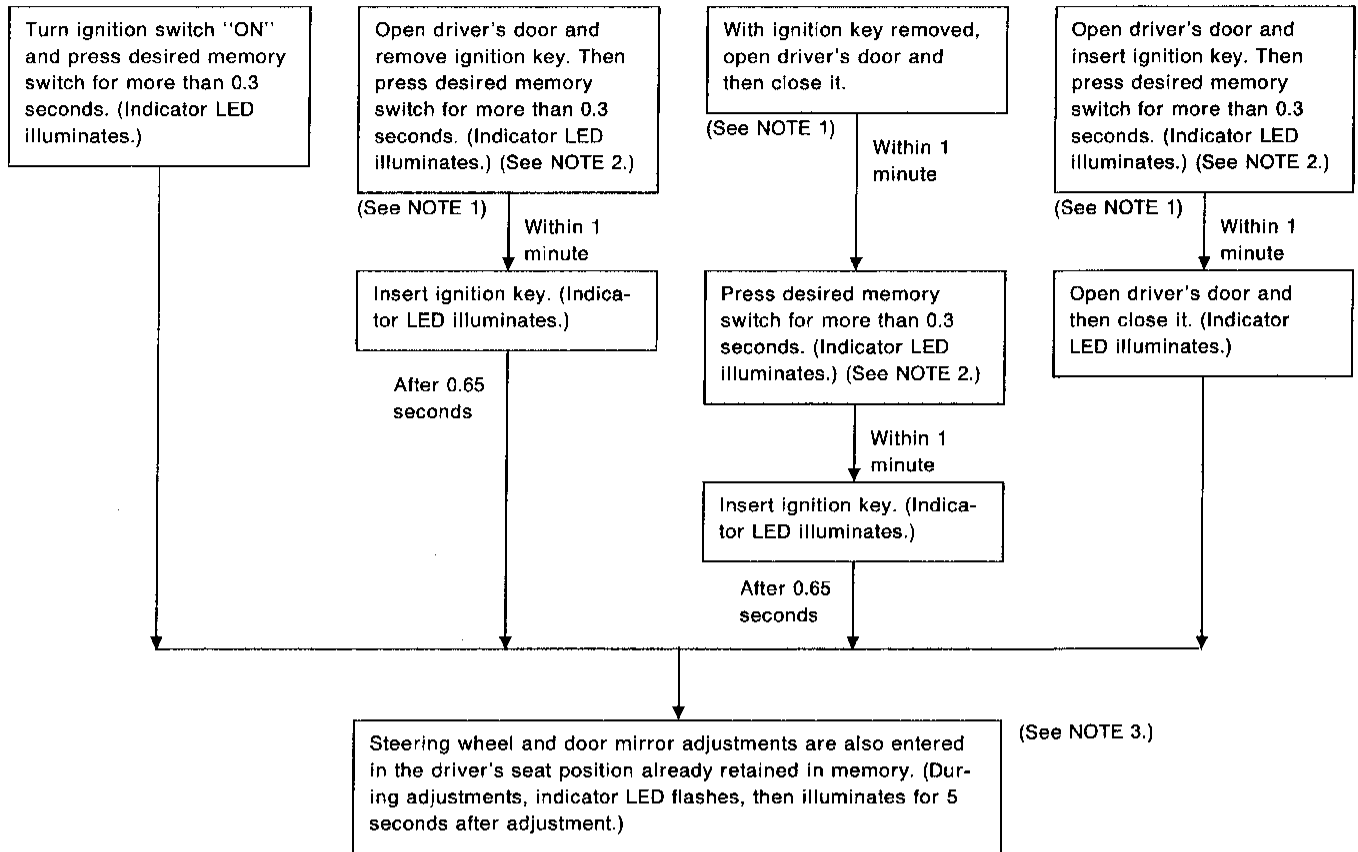 Turn ignition switch "ON"
and press desired memory
switch for more than 0.3
seconds. (Indicator LED
illuminates.)
Open driver's door and
remove ignition key. Then
press desired memory
switch for more than 0.3
seconds. (Indicator LED
illuminates.) (See NOTE 2.)
(See NOTE 1)
Within 1
minute
Insert ignition key. (Indica-
tor LED illuminates.)
After 0.65
seconds
With ignition key removed,
open driver's door and
then close it.
(See NOTE 1)
Within 1
minute
Press desired memory
switch for more than 0.3
seconds. (Indicator LED
illuminates.) (See NOTE 2.)
Within 1
minute
Insert ignition key. (Indica-
tor LED illuminates.)
After 0.65
seconds
Open driver's door and
insert ignition key. Then
press desired memory
switch for more than 0.3
seconds. (Indicator LED
illuminates.) (See NOTE 2.)
(See NOTE 1)
Within 1
minute
Open driver's door and
then close it. (Indicator
LED illuminates.)
Steering wheel and door mirror adjustments are also entered
in the driver's seat position already retained in memory. (Dur-
ing adjustments, indicator LED flashes, then illuminates for 5
seconds after adjustment.)
(See NOTE 3.)